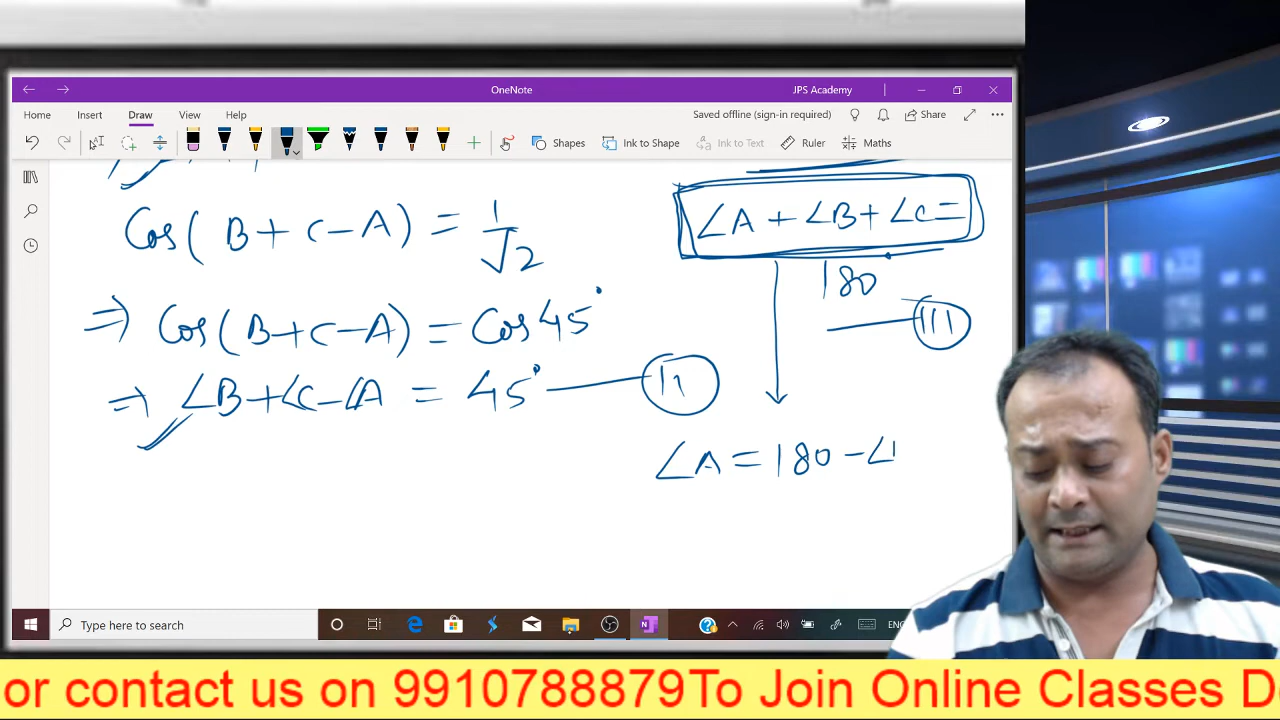 OneNote
JPS Academy
Home Insert Draw View Help
Saved offline (sign-in required)
Share
Shapes
Ink to Shape
Ink to Text
Ruler
Maths
Cos(B+C-A) = 1/√2
⇒ Cos(B+C-A) = Cos 45°
⇒ ∠B+∠C-∠A = 45° — II
∠A + ∠B + ∠C =
180
— III
∠A = 180 - ∠
Type here to search
ENG
or contact us on 9910788879To Join Online Classes D